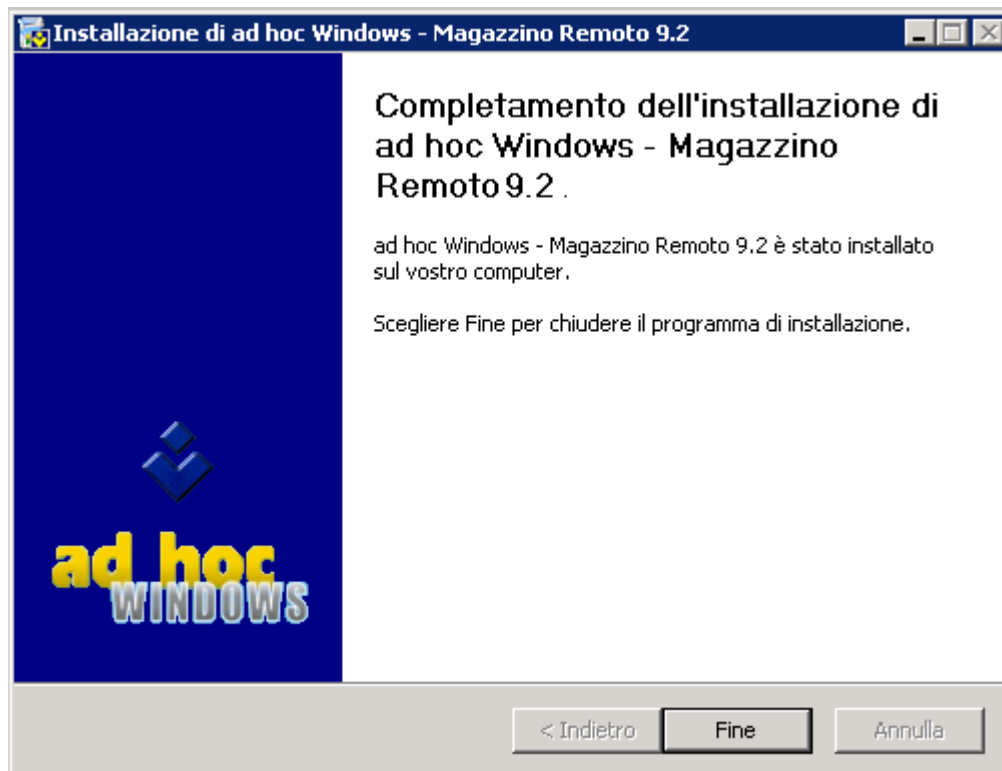 Installazione di ad hoc Windows - Magazzino Remoto 9.2
Completamento dell'installazione di
ad hoc Windows - Magazzino
Remoto 9.2 .
ad hoc Windows - Magazzino Remoto 9.2 è stato installato
sul vostro computer.
Scegliere Fine per chiudere il programma di installazione.
ad hoc
WINDOWS
< Indietro
Fine
Annulla